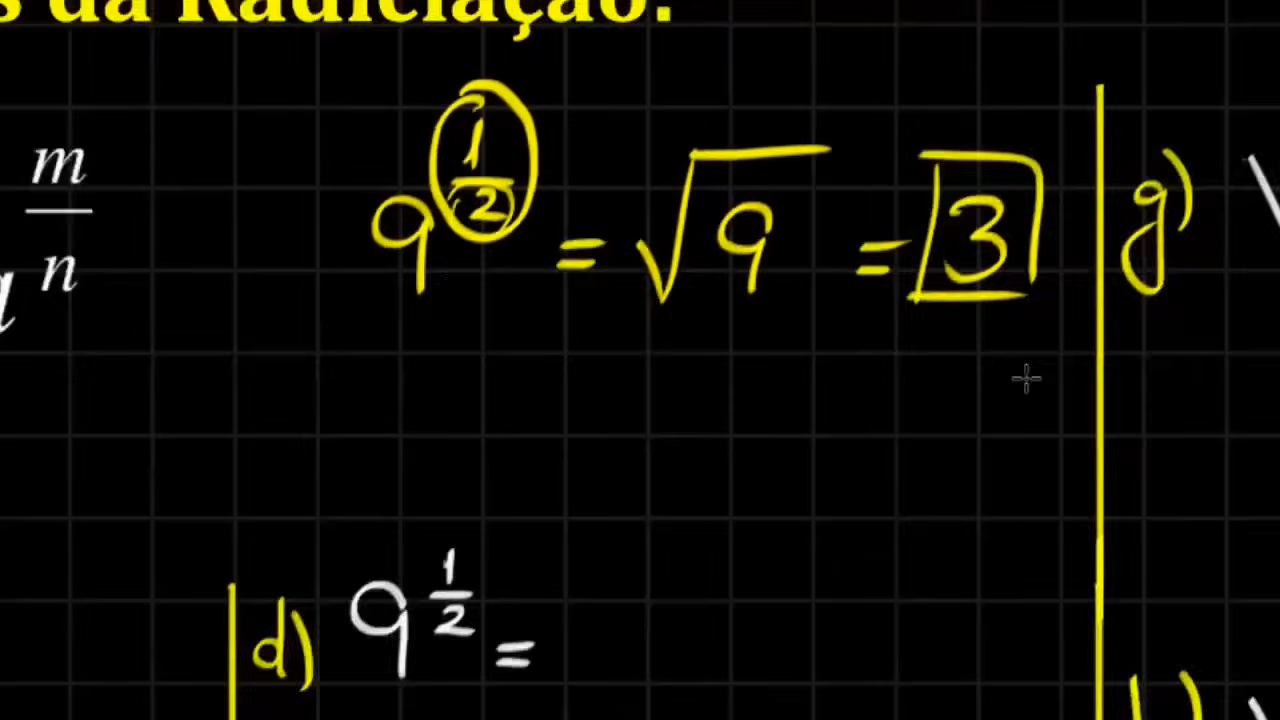 da Radiciação:
m/n
9^(1/2) = √9 = 3
g)
d) 9^(1/2) =